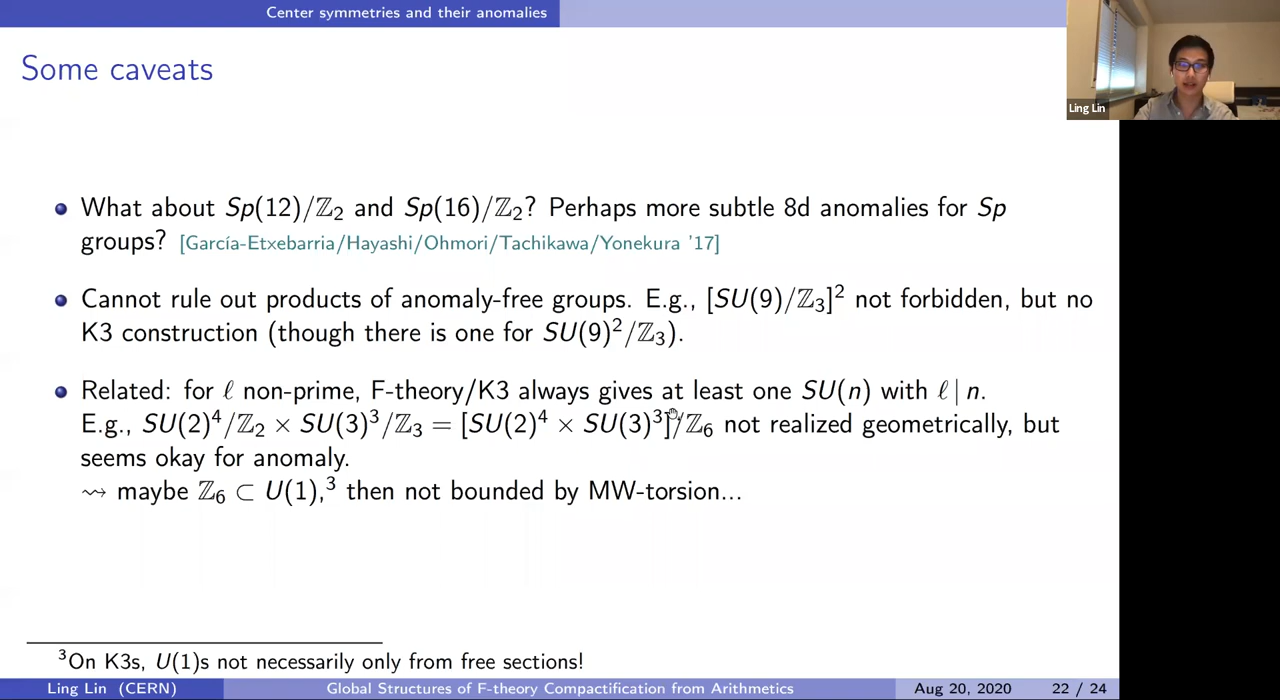 Center symmetries and their anomalies
Some caveats
Ling Lin
What about Sp(12)/ℤ₂ and Sp(16)/ℤ₂? Perhaps more subtle 8d anomalies for Sp
groups? [García-Etxebarria/Hayashi/Ohmori/Tachikawa/Yonekura '17]
Cannot rule out products of anomaly-free groups. E.g., [SU(9)/ℤ₃]² not forbidden, but no
K3 construction (though there is one for SU(9)²/ℤ₃).
Related: for ℓ non-prime, F-theory/K3 always gives at least one SU(n) with ℓ | n.
E.g., SU(2)⁴/ℤ₂ × SU(3)³/ℤ₃ = [SU(2)⁴ × SU(3)³]/ℤ₆ not realized geometrically, but
seems okay for anomaly.
⇝ maybe ℤ₆ ⊂ U(1),³ then not bounded by MW-torsion...
³On K3s, U(1)s not necessarily only from free sections!
Ling Lin (CERN) Global Structures of F-theory Compactification from Arithmetics Aug 20, 2020 22 / 24